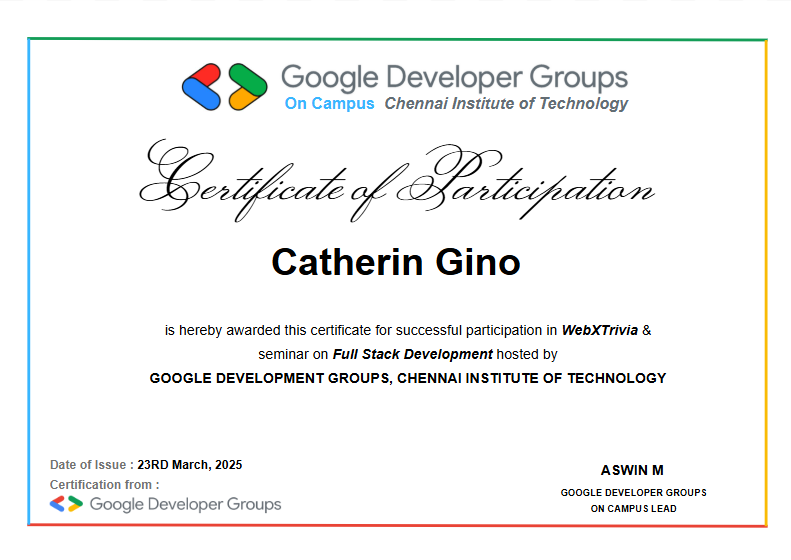 Google Developer Groups
On Campus Chennai Institute of Technology
Certificate of Participation
Catherin Gino
is hereby awarded this certificate for successful participation in WebXTrivia &
seminar on Full Stack Development hosted by
GOOGLE DEVELOPMENT GROUPS, CHENNAI INSTITUTE OF TECHNOLOGY
Date of Issue : 23RD March, 2025
Certification from :
Google Developer Groups
ASWIN M
GOOGLE DEVELOPER GROUPS
ON CAMPUS LEAD